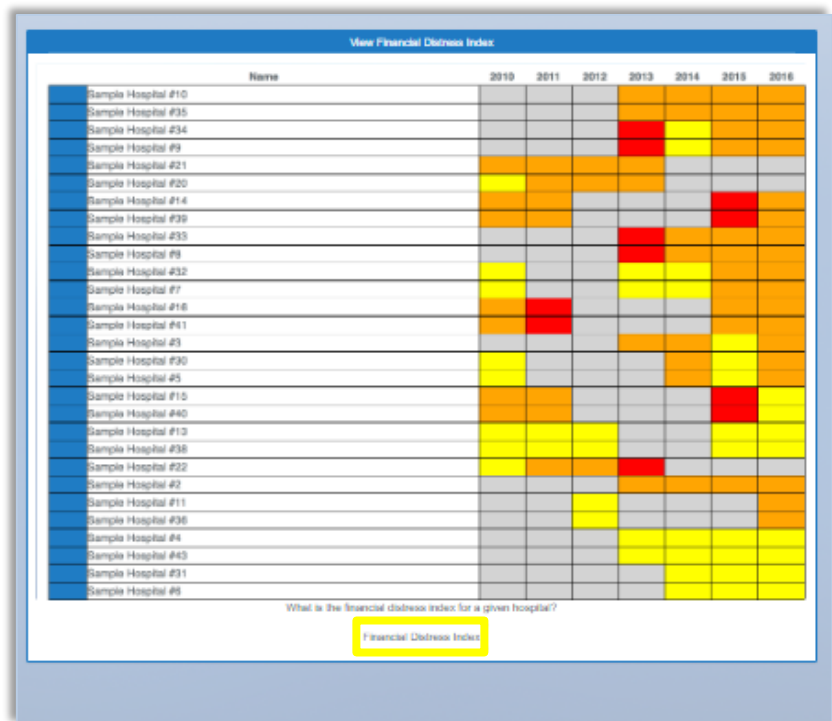 View Financial Distress Index
Name 2010 2011 2012 2013 2014 2015 2016
Sample Hospital #10
Sample Hospital #35
Sample Hospital #34
Sample Hospital #9
Sample Hospital #21
Sample Hospital #20
Sample Hospital #14
Sample Hospital #39
Sample Hospital #33
Sample Hospital #8
Sample Hospital #32
Sample Hospital #7
Sample Hospital #16
Sample Hospital #41
Sample Hospital #3
Sample Hospital #30
Sample Hospital #5
Sample Hospital #15
Sample Hospital #40
Sample Hospital #13
Sample Hospital #38
Sample Hospital #22
Sample Hospital #2
Sample Hospital #11
Sample Hospital #36
Sample Hospital #4
Sample Hospital #43
Sample Hospital #31
Sample Hospital #6
What is the financial distress index for a given hospital?
Financial Distress Index